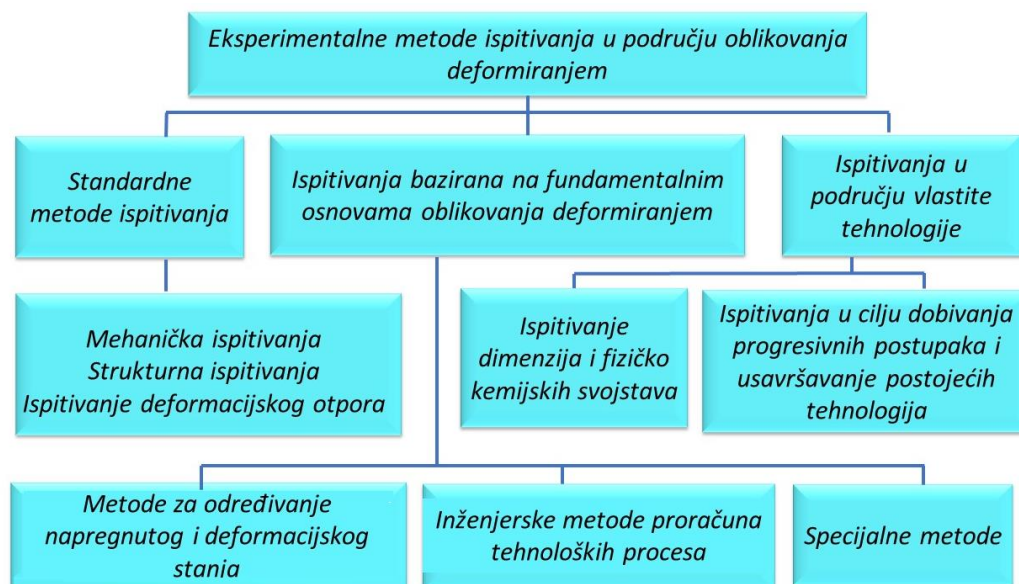 Eksperimentalne metode ispitivanja u području oblikovanja
deformiranjem
Standardne
metode ispitivanja
Ispitivanja bazirana na fundamentalnim
osnovama oblikovanja deformiranjem
Ispitivanja u
području vlastite
tehnologije
Mehanička ispitivanja
Strukturna ispitivanja
Ispitivanje deformacijskog otpora
Ispitivanje
dimenzija i fizičko
kemijskih svojstava
Ispitivanja u cilju dobivanja
progresivnih postupaka i
usavršavanje postojećih
tehnologija
Metode za određivanje
napregnutog i deformacijskog
stania
Inženjerske metode proračuna
tehnoloških procesa
Specijalne metode